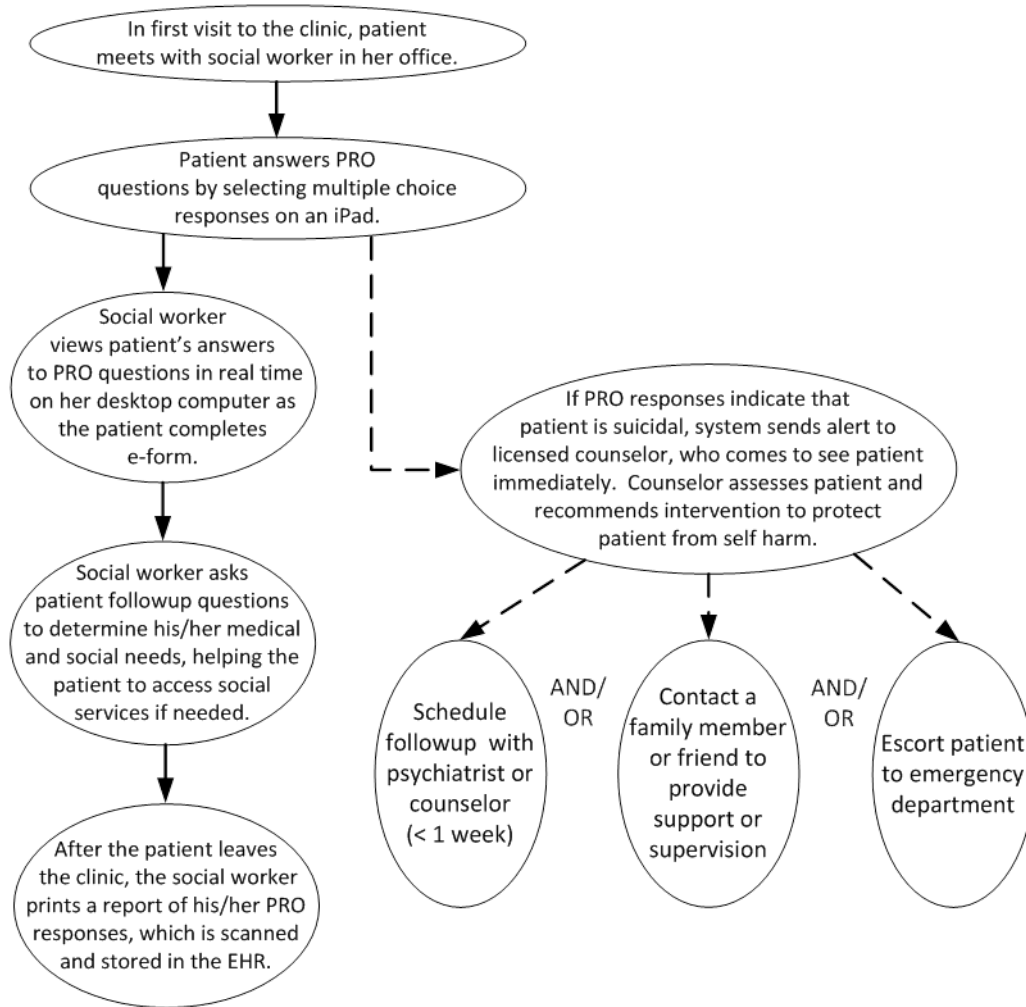 In first visit to the clinic, patient
meets with social worker in her office.
Patient answers PRO
questions by selecting multiple choice
responses on an iPad.
Social worker
views patient’s answers
to PRO questions in real time
on her desktop computer as
the patient completes
e-form.
Social worker asks
patient followup questions
to determine his/her medical
and social needs, helping the
patient to access social
services if needed.
After the patient leaves
the clinic, the social worker
prints a report of his/her PRO
responses, which is scanned
and stored in the EHR.
If PRO responses indicate that
patient is suicidal, system sends alert to
licensed counselor, who comes to see patient
immediately.  Counselor assesses patient and
recommends intervention to protect
patient from self harm.
Schedule
followup  with
psychiatrist or
counselor
(< 1 week)
AND/
OR
Contact a
family member
or friend to
provide
support or
supervision
AND/
OR
Escort patient
to emergency
department